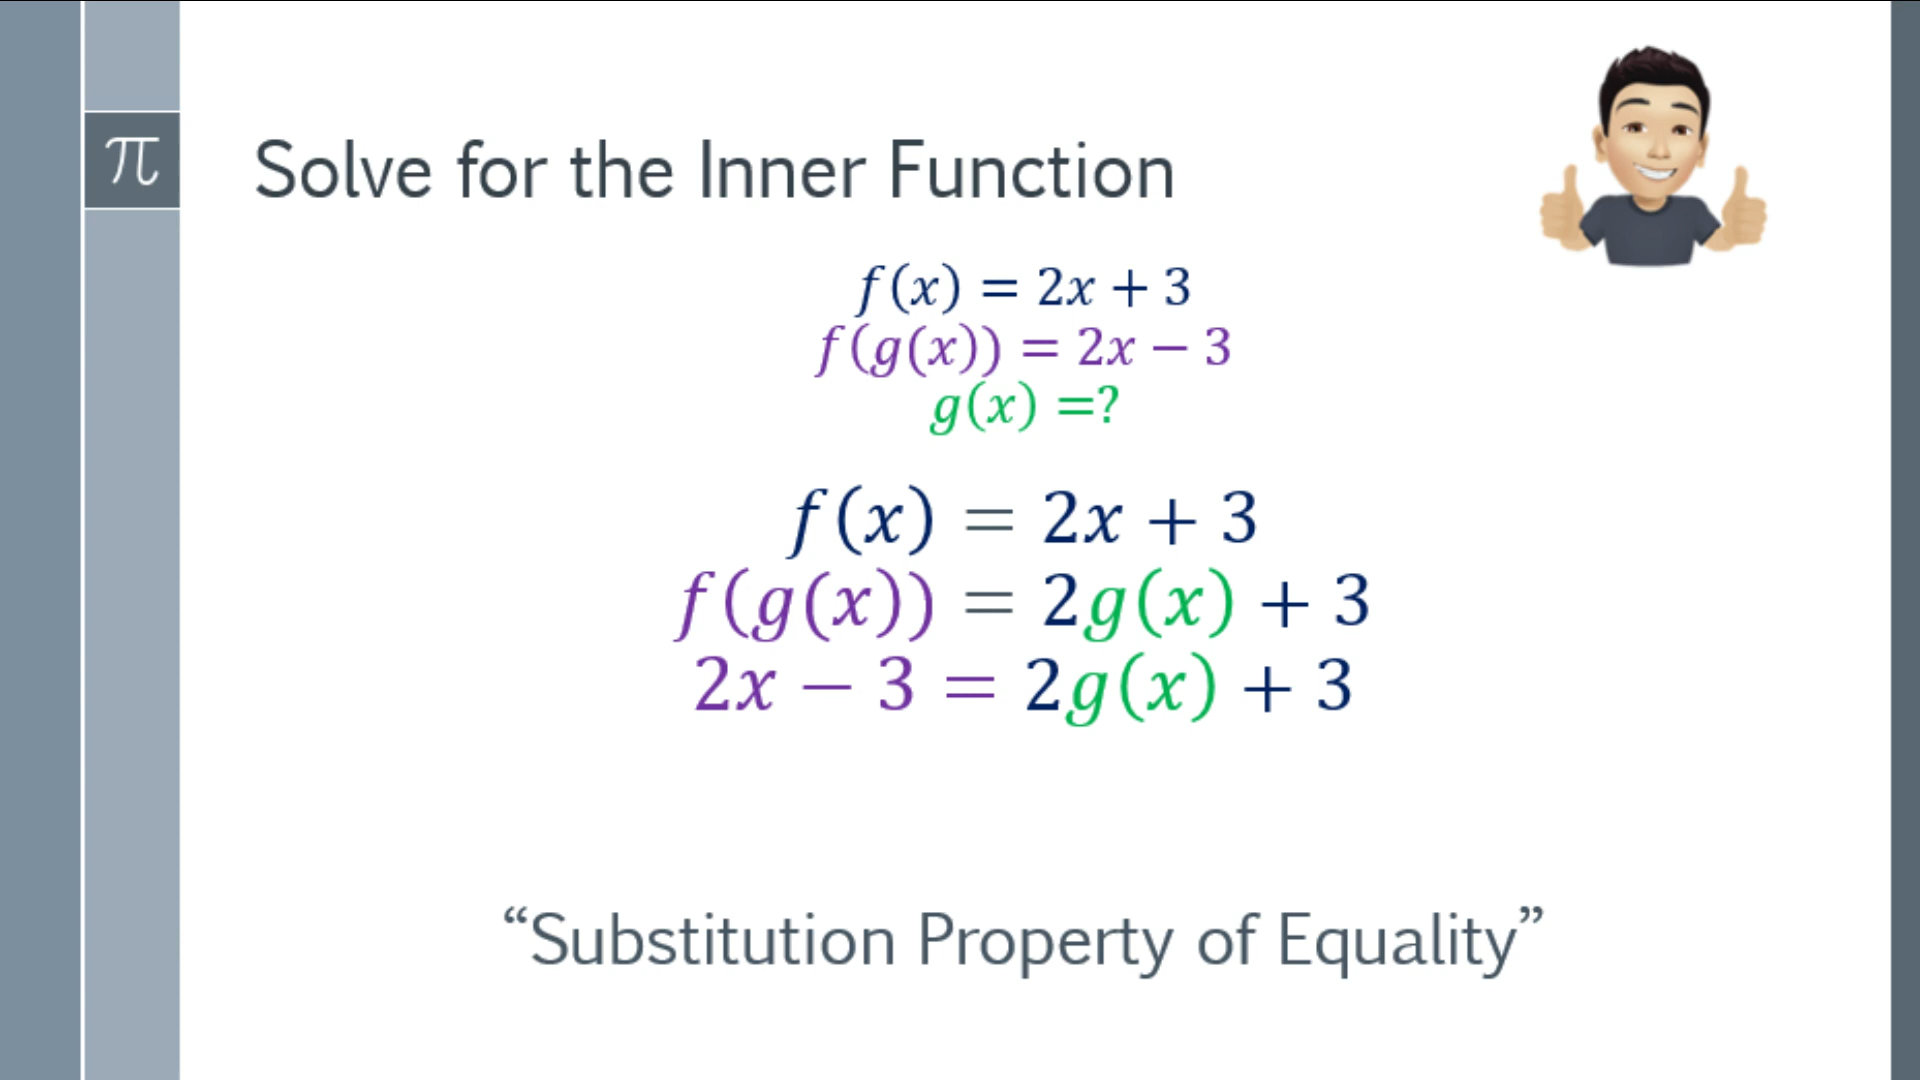 π
Solve for the Inner Function
f(x) = 2x + 3
f(g(x)) = 2x − 3
g(x) =?
f(x) = 2x + 3
f(g(x)) = 2g(x) + 3
2x − 3 = 2g(x) + 3
“Substitution Property of Equality”